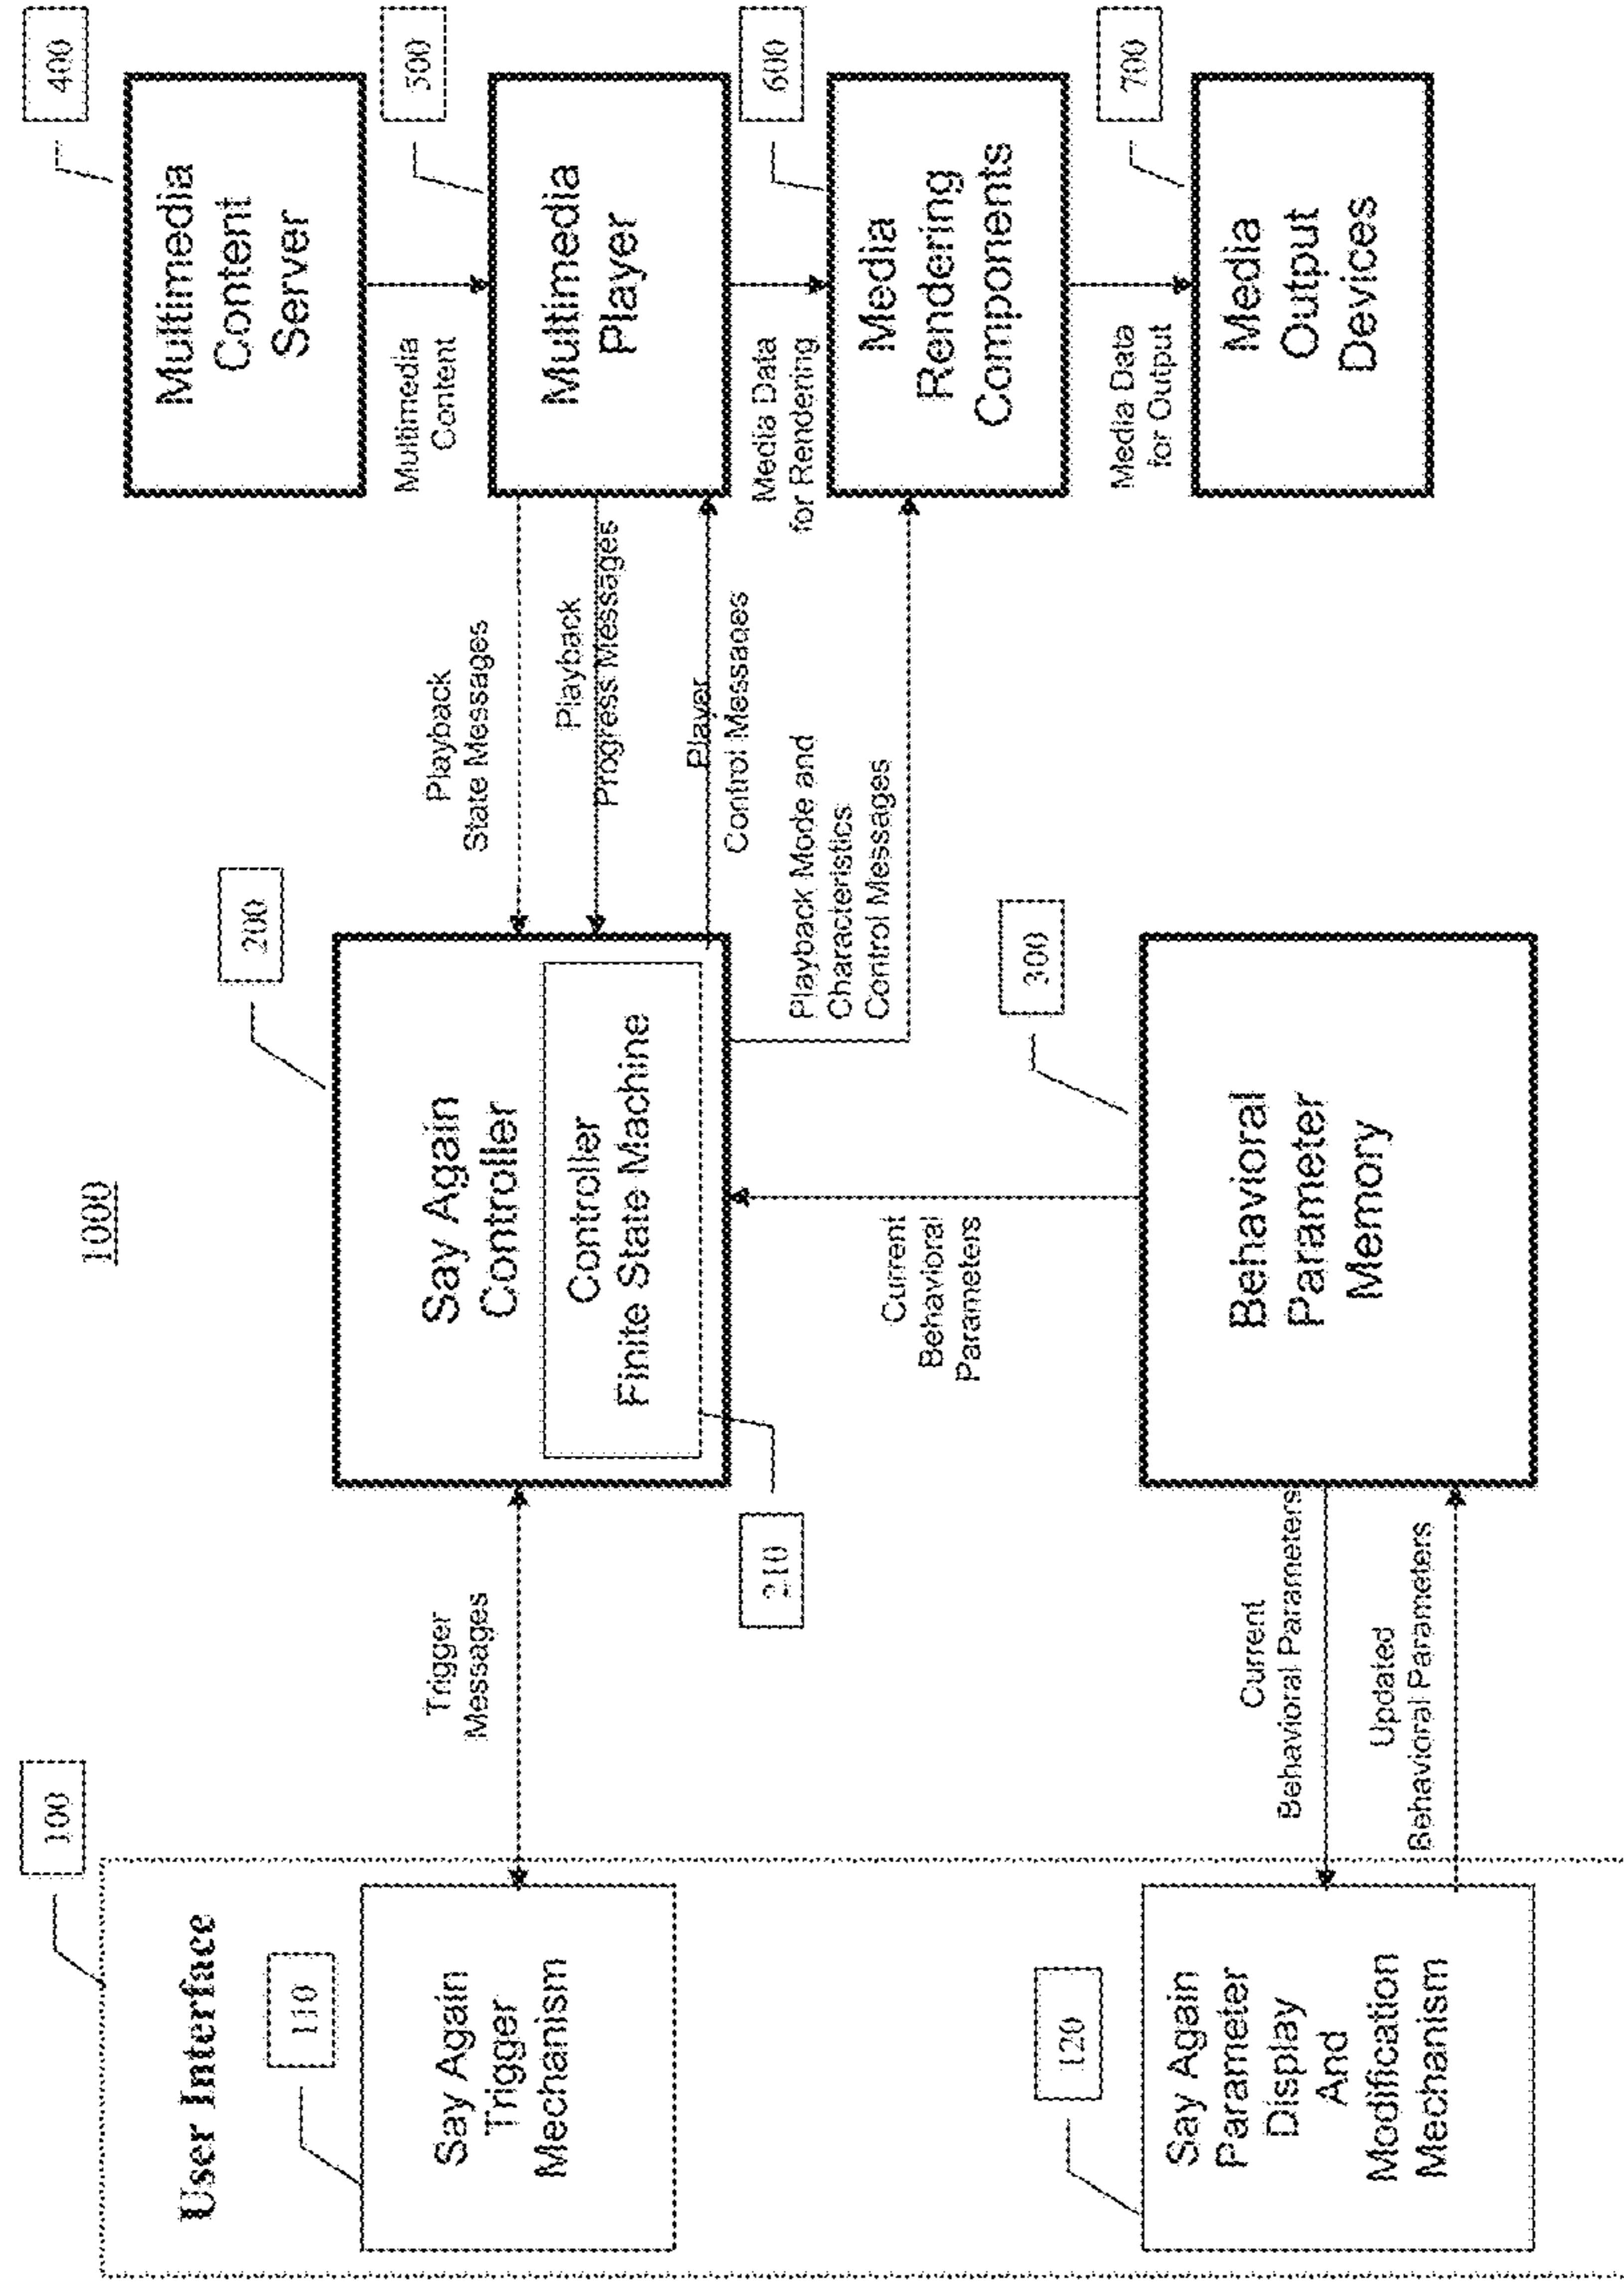 1000
100
User Interface
110
Say Again
Trigger
Mechanism
Trigger
Messages
200
Say Again
Controller
Controller
Finite State Machine
210
Playback
State Messages
Playback
Progress Messages
Player
Control Messages
Playback Mode and
Characteristics
Control Messages
400
Multimedia
Content
Server
Multimedia
Content
500
Multimedia
Player
Media Data
for Rendering
600
Media
Rendering
Components
Media Data
for Output
700
Media
Output
Devices
Current
Behavioral
Parameters
300
Behavioral
Parameter
Memory
Current
Behavioral Parameters
Updated
Behavioral Parameters
120
Say Again
Parameter
Display
And
Modification
Mechanism